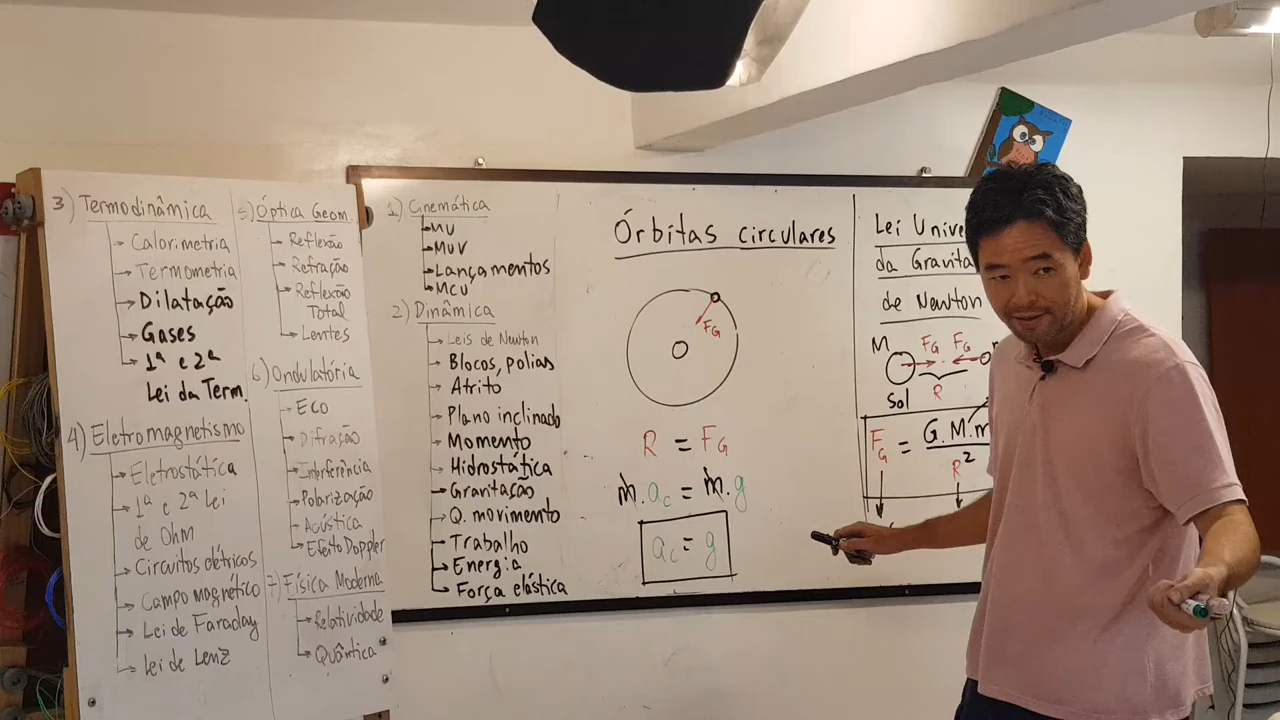 3) Termodinâmica
Calorimetria
Termometria
Dilatação
Gases
1ª e 2ª
Lei da Term.
4) Eletromagnetismo
Eletrostática
1ª e 2ª Lei
de Ohm
Circuitos elétricos
Campo magnético
Lei de Faraday
Lei de Lenz
5) Óptica Geom.
Reflexão
Refração
Reflexão
Total
Lentes
6) Ondulatória
Eco
Difração
Interferência
Polarização
Acústica
Efeito Doppler
7) Física Moderna
Relatividade
Quântica
1) Cinemática
MU
MUV
Lançamentos
MCU
2) Dinâmica
Leis de Newton
Blocos, polias
Atrito
Plano inclinado
Momento
Hidrostática
Gravitação
Q. movimento
Trabalho
Energia
Força elástica
Órbitas circulares
FG
R = FG
m.ac = m.g
ac = g
Lei Unive
da Gravita
de Newton
M
FG FG
R
Sol
FG = G.M.m
R²